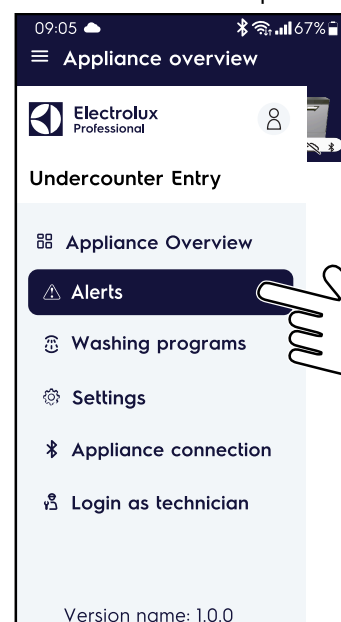 09:05 67%
Appliance overview
Electrolux
Professional
Undercounter Entry
Appliance Overview
Alerts
Washing programs
Settings
Appliance connection
Login as technician
Version name: 1.0.0